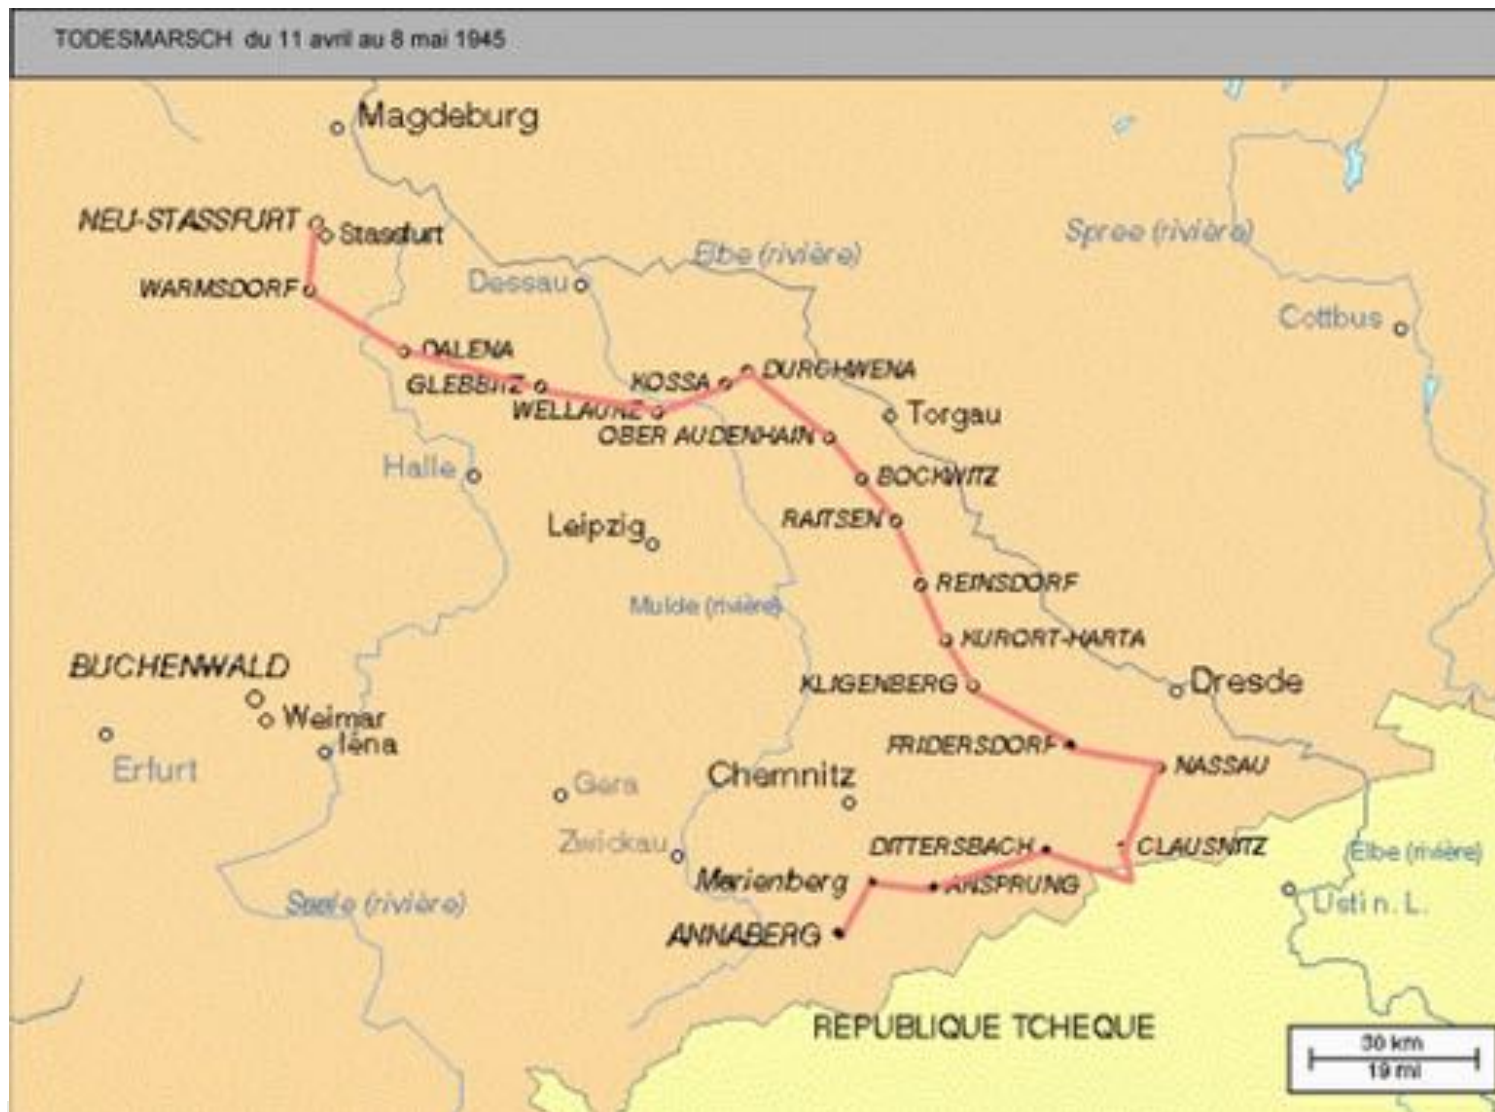 TODESMARSCH du 11 avril au 8 mai 1945
Magdeburg
NEU-STASSFURT
Stassfurt
Spree (rivière)
Elbe (rivière)
Dessau
WARMSDORF
Cottbus
DALENA
DURCHWENA
GLEBBITZ
KOSSA
WELLAUNE
Torgau
OBER AUDENHAIN
Halle
BOCKWITZ
RAITSEN
Leipzig
REINSDORF
Mulde (rivière)
KURORT-HARTA
BUCHENWALD
KLIGENBERG
Dresde
Weimar
Iéna
FRIDERSDORF
NASSAU
Erfurt
Chemnitz
Gera
Zwickau
DITTERSBACH
CLAUSNITZ
Elbe (rivière)
Marienberg
ANSPRUNG
Usti n. L.
Saale (rivière)
ANNABERG
REPUBLIQUE TCHEQUE
30 km
19 mi